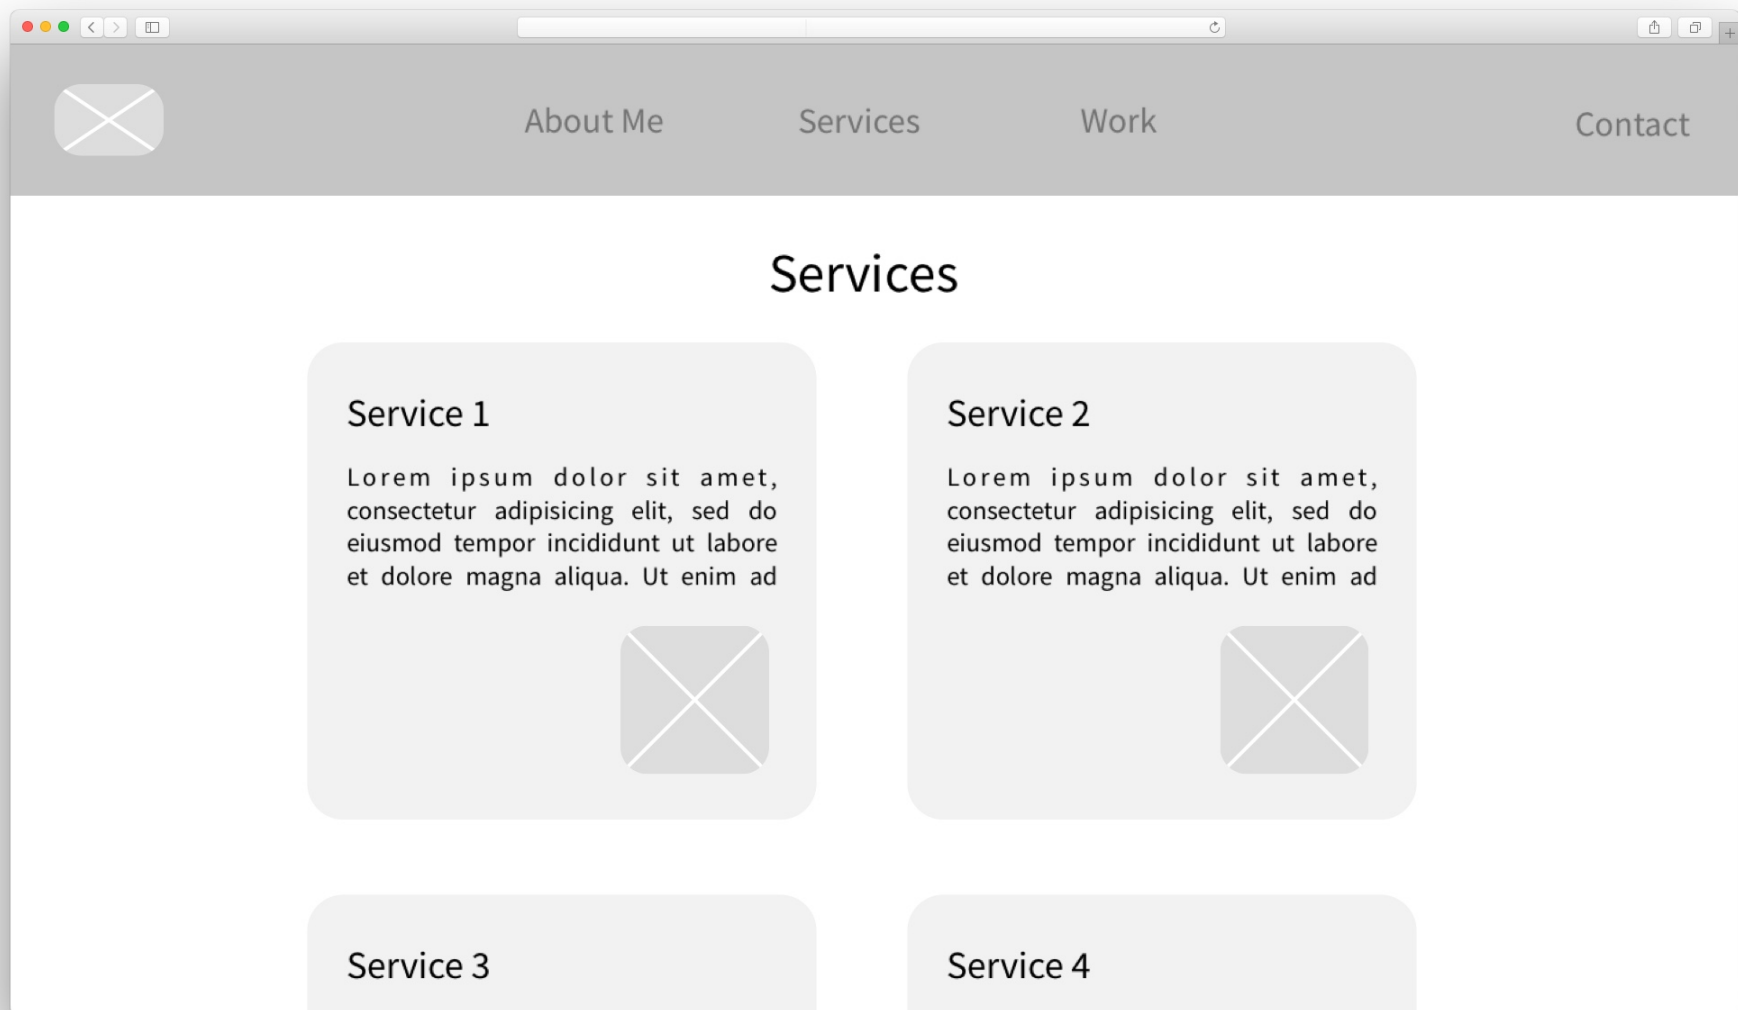 About Me
Services
Work
Contact
Services
Service 1
Lorem ipsum dolor sit amet,
consectetur adipisicing elit, sed do
eiusmod tempor incididunt ut labore
et dolore magna aliqua. Ut enim ad
Service 2
Lorem ipsum dolor sit amet,
consectetur adipisicing elit, sed do
eiusmod tempor incididunt ut labore
et dolore magna aliqua. Ut enim ad
Service 3
Service 4